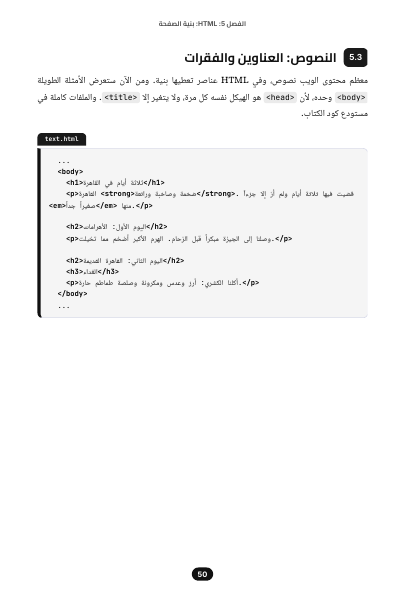 الفصل 5: HTML: بنية الصفحة
5.3 النصوص: العناوين والفقرات
معظم محتوى الويب نصوص، وفي HTML عناصر تعطيها بنية. ومن الآن ستعرض الأمثلة الطويلة
<body> وحده، لأن <head> هو الهيكل نفسه كل مرة، ولا يتغير إلا <title>. والملفات كاملة في
مستودع كود الكتاب.
text.html
...
<body>
<h1>ثلاثة أيام في القاهرة</h1>
<p>القاهرة <strong>ضخمة وصاخبة ورائعة</strong>. قضيت فيها ثلاثة أيام ولم أر إلا جزءاً
<em>صغيراً جداً</em> منها.</p>
<h2>اليوم الأول: الأهرامات</h2>
<p>وصلنا إلى الجيزة مبكراً قبل الزحام. الهرم الأكبر أضخم مما تخيلت.</p>
<h2>اليوم الثاني: القاهرة القديمة</h2>
<h3>الغداء</h3>
<p>أكلنا الكشري: أرز وعدس ومكرونة وصلصة طماطم حارة.</p>
</body>
...
50